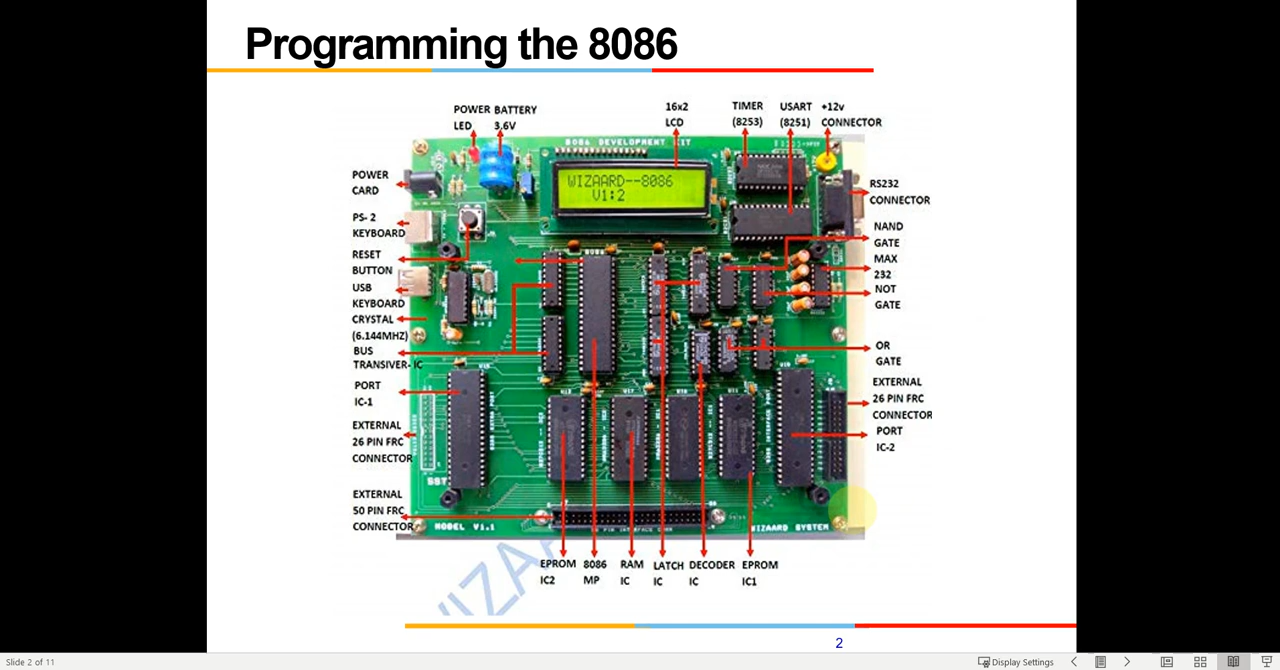 Programming the 8086
POWER BATTERY
LED 3.6V
16x2
LCD
TIMER
(8253)
USART
(8251)
+12v
CONNECTOR
8086 DEVELOPMENT KIT
WIZAARD--8086
V1:2
POWER
CARD
PS- 2
KEYBOARD
RESET
BUTTON
USB
KEYBOARD
CRYSTAL
(6.144MHZ)
BUS
TRANSIVER- IC
PORT
IC-1
EXTERNAL
26 PIN FRC
CONNECTOR
EXTERNAL
50 PIN FRC
CONNECTOR
RS232
CONNECTOR
NAND
GATE
MAX
232
NOT
GATE
OR
GATE
EXTERNAL
26 PIN FRC
CONNECTOR
PORT
IC-2
8086
SST
MODEL V1.1
WIZAARD SYSTEM
EPROM
IC2
8086
MP
RAM
IC
LATCH
IC
DECODER
IC
EPROM
IC1
WIZA
2
Slide 2 of 11
Display Settings